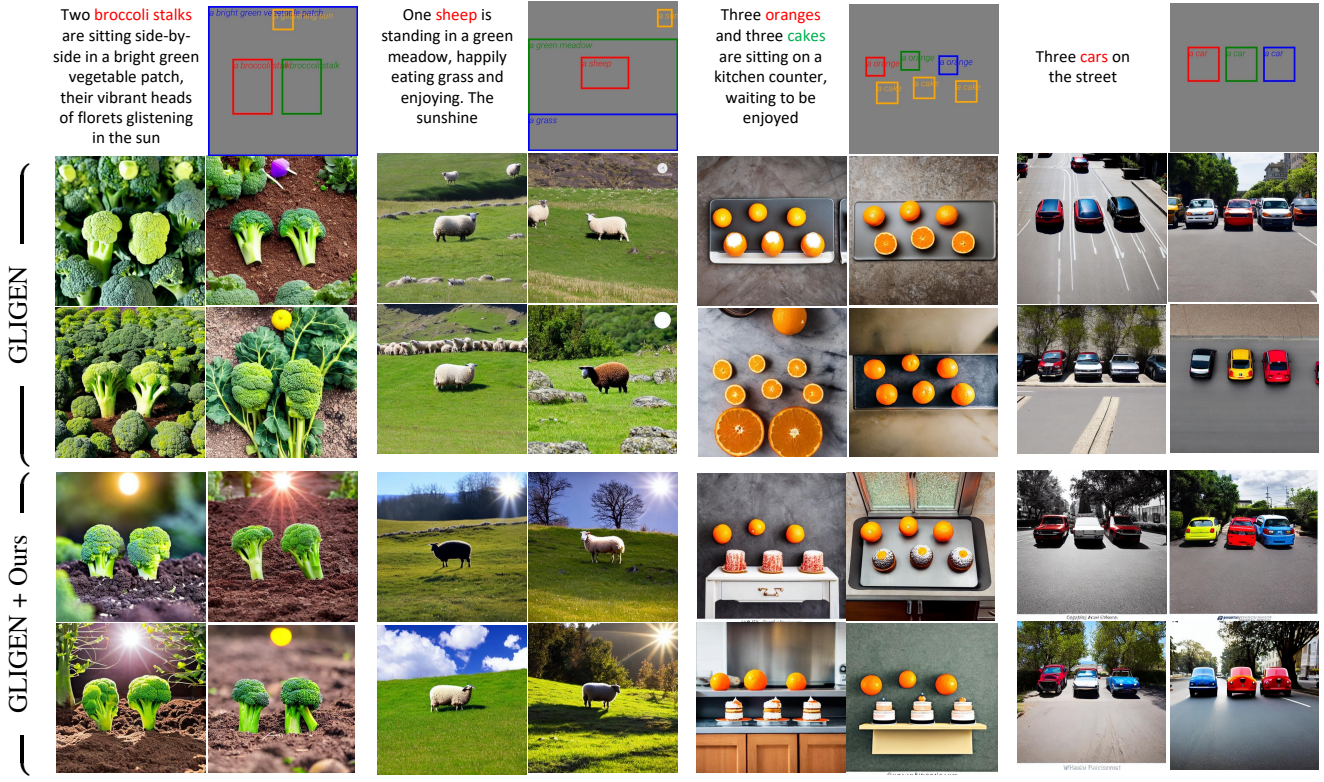 Two broccoli stalks
are sitting side-by-
side in a bright green
vegetable patch,
their vibrant heads
of florets glistening
in the sun
a bright green vegetable patch
a broccoli stalk
a broccoli stalk
One sheep is
standing in a green
meadow, happily
eating grass and
enjoying. The
sunshine
a green meadow
a sheep
a grass
Three oranges
and three cakes
are sitting on a
kitchen counter,
waiting to be
enjoyed
a orange
a orange
a orange
a cake
a cake
a cake
Three cars on
the street
a car
a car
a car
GLIGEN
GLIGEN + Ours